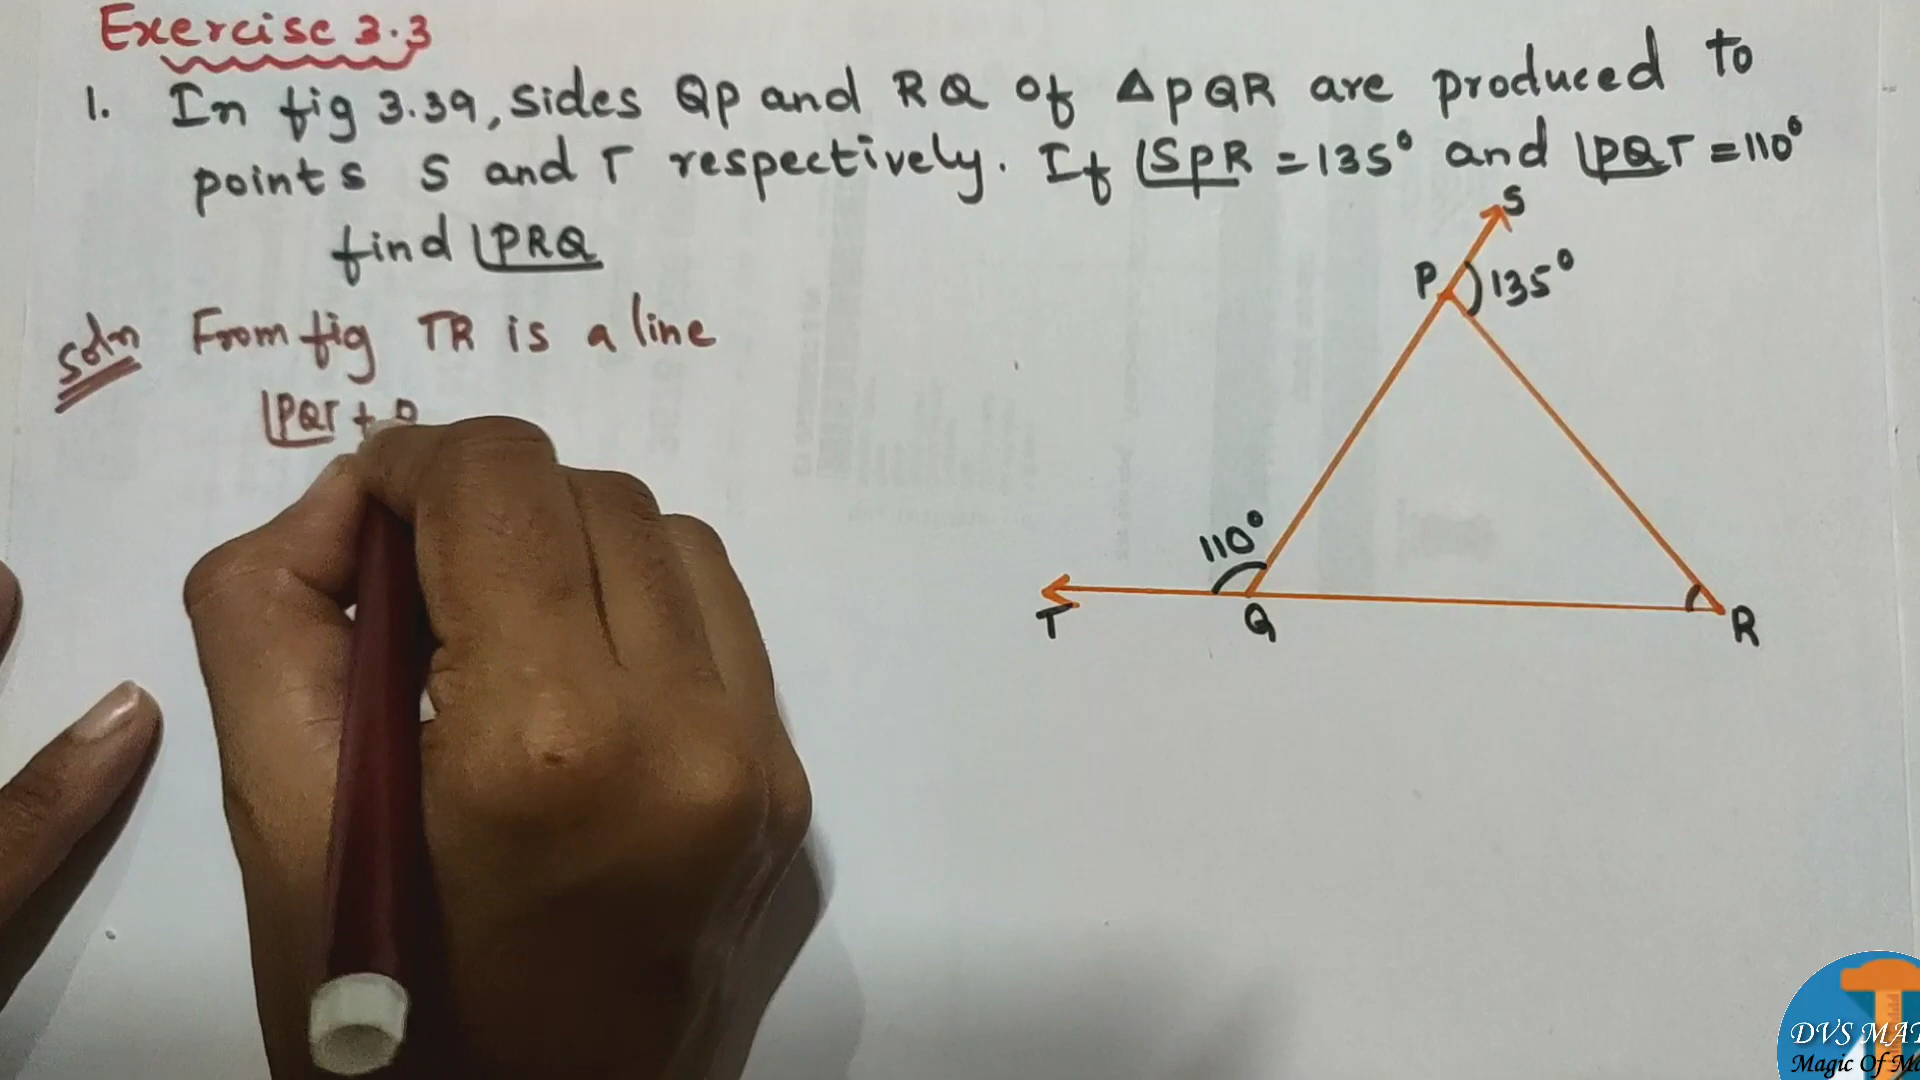 Exercise 3.3
1. In fig 3.39, sides QP and RQ of ΔPQR are produced to
points S and T respectively. If ∠SPR = 135° and ∠PQT = 110°
find ∠PRQ
Soln From fig TR is a line
∠PQT + P
S
P 135°
110°
T Q R
DVS MAT
Magic Of Ma